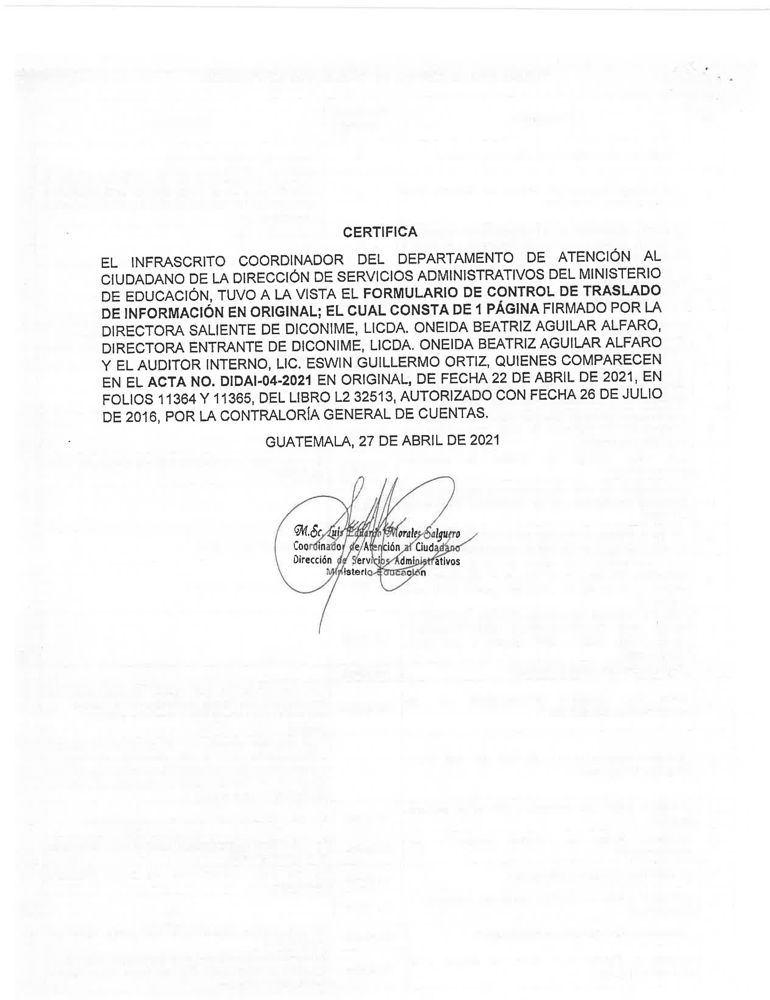 CERTIFICA
EL INFRASCRITO COORDINADOR DEL DEPARTAMENTO DE ATENCIÓN AL
CIUDADANO DE LA DIRECCIÓN DE SERVICIOS ADMINISTRATIVOS DEL MINISTERIO
DE EDUCACIÓN, TUVO A LA VISTA EL FORMULARIO DE CONTROL DE TRASLADO
DE INFORMACIÓN EN ORIGINAL; EL CUAL CONSTA DE 1 PÁGINA FIRMADO POR LA
DIRECTORA SALIENTE DE DICONIME, LICDA. ONEIDA BEATRIZ AGUILAR ALFARO,
DIRECTORA ENTRANTE DE DICONIME, LICDA. ONEIDA BEATRIZ AGUILAR ALFARO
Y EL AUDITOR INTERNO, LIC. ESWIN GUILLERMO ORTIZ, QUIENES COMPARECEN
EN EL ACTA NO. DIDAI-04-2021 EN ORIGINAL, DE FECHA 22 DE ABRIL DE 2021, EN
FOLIOS 11364 Y 11365, DEL LIBRO L2 32513, AUTORIZADO CON FECHA 26 DE JULIO
DE 2016, POR LA CONTRALORÍA GENERAL DE CUENTAS.
GUATEMALA, 27 DE ABRIL DE 2021
M.Sc. Luis Eduardo Morales Salguero
Coordinador de Atención al Ciudadano
Dirección de Servicios Administrativos
Ministerio Educación